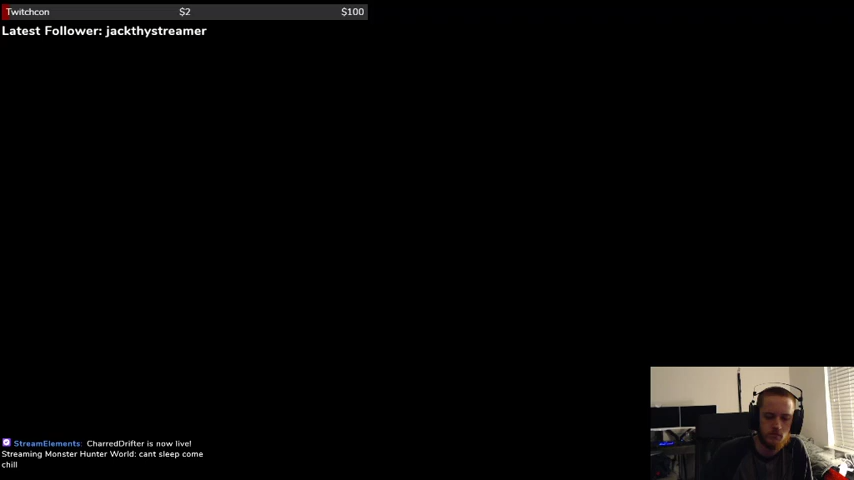 Twitchcon $2 $100
Latest Follower: jackthystreamer
StreamElements: CharredDrifter is now live!
Streaming Monster Hunter World: cant sleep come
chill